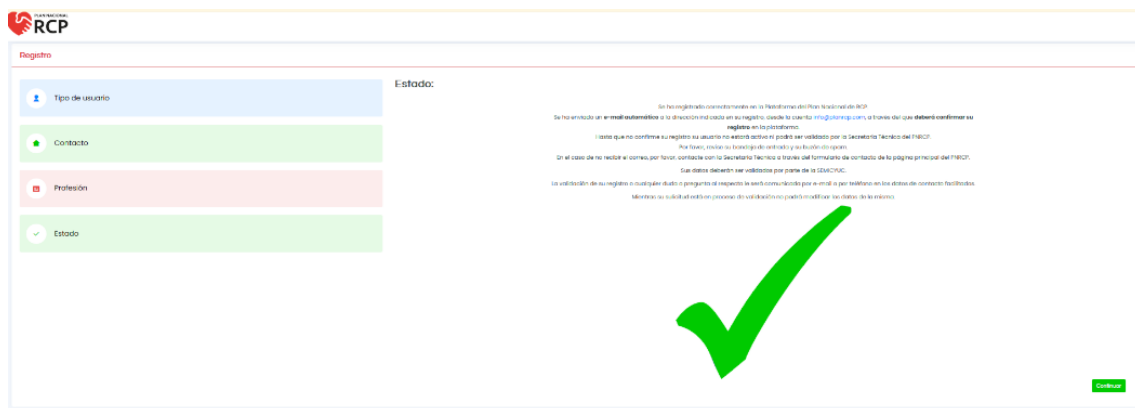 PLAN NACIONAL
RCP
Registro
Tipo de usuario
Contacto
Profesión
Estado
Estado:
Se ha registrado correctamente en la Plataforma del Plan Nacional de RCP.
Se ha enviado un e-mail automático a la dirección indicada en su registro, desde la cuenta info@planrcp.com, a través del que deberá confirmar su
registro en la plataforma.
Hasta que no confirme su registro su usuario no estará activo ni podrá ser validado por la Secretaría Técnica del PNRCP.
Por favor, revise su bandeja de entrada y su buzón de spam.
En el caso de no recibir el correo, por favor, contacte con la Secretaría Técnica a través del formulario de contacto de la página principal del PNRCP.
Sus datos deberán ser validados por parte de la SEMICYUC.
La validación de su registro o cualquier duda o pregunta al respecto le será comunicada por e-mail o por teléfono en los datos de contacto facilitados.
Mientras su solicitud está en proceso de validación no podrá modificar los datos de la misma.
Continuar